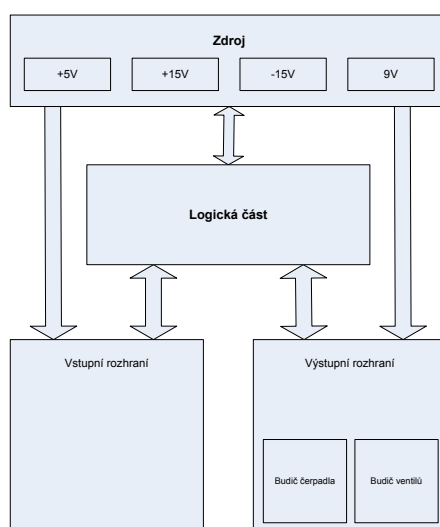 Zdroj
+5V
+15V
-15V
9V
Logická část
Vstupní rozhraní
Výstupní rozhraní
Budič čerpadla
Budič ventilů